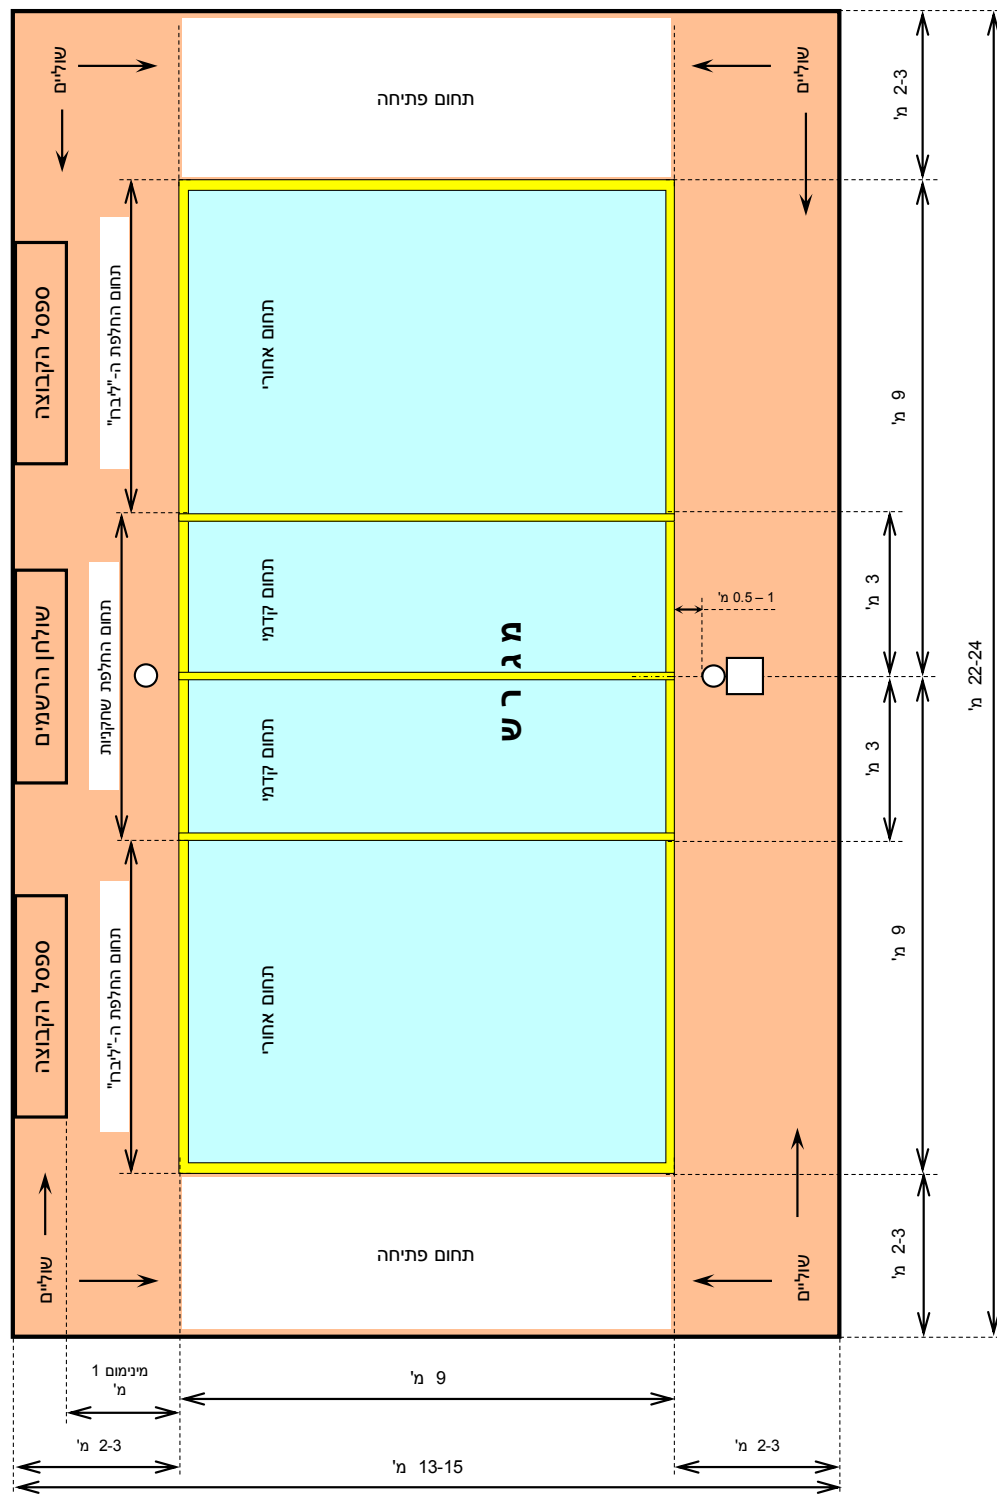 שוליים
שוליים
תחום פתיחה
2-3 מ'
ספסל הקבוצה
תחום החלפת ה-"ליבח"
תחום אחורי
9 מ'
שולחן הרשמים
תחום החלפת שחקניות
תחום קדמי
תחום קדמי
מ ג ר ש
1 – 0.5 מ'
3 מ'
3 מ'
22-24 מ'
ספסל הקבוצה
תחום החלפת ה-"ליבח"
תחום אחורי
9 מ'
שוליים
תחום פתיחה
שוליים
2-3 מ'
מינימום 1
מ'
9 מ'
2-3 מ'
2-3 מ'
13-15 מ'